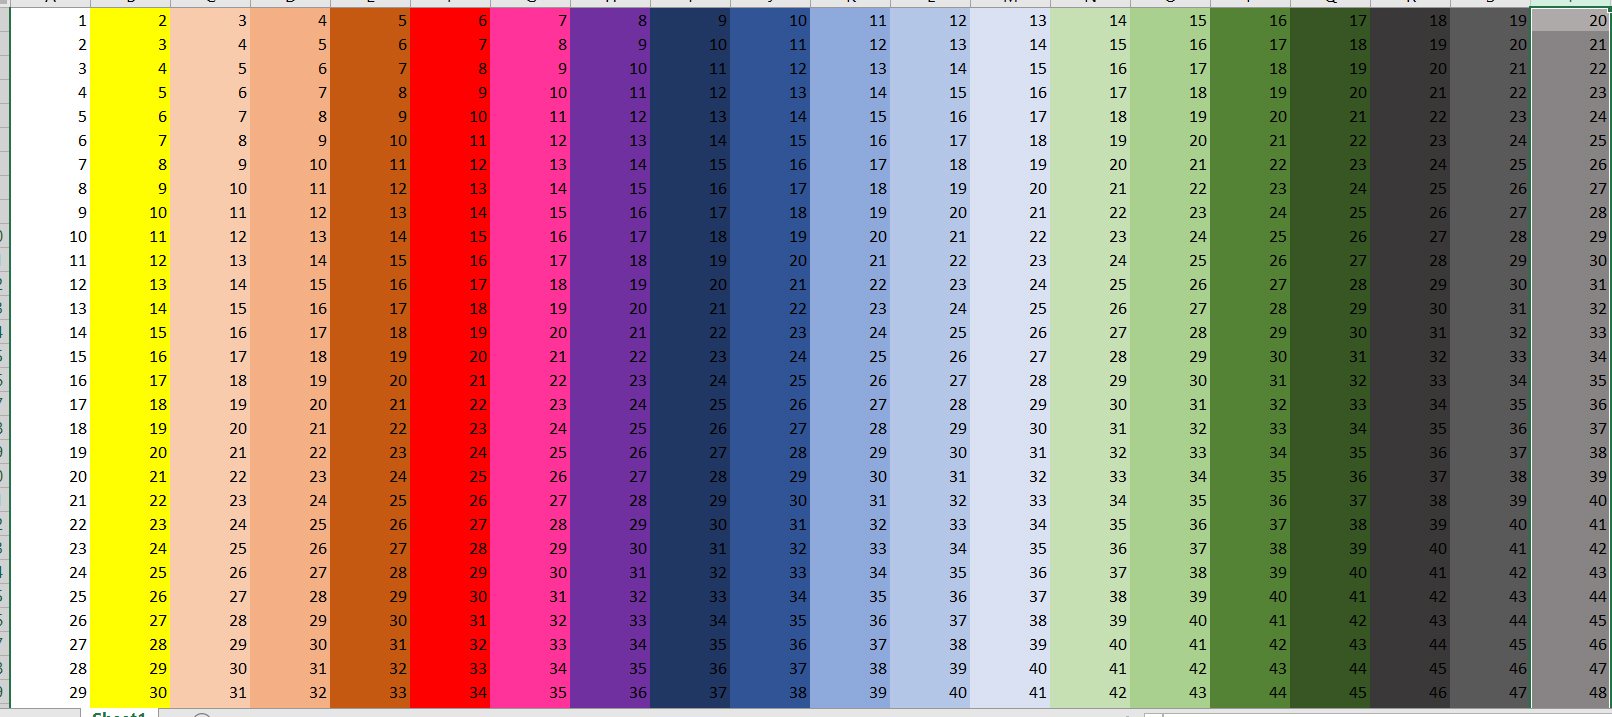 1 2 3 4 5 6 7 8 9 10 11 12 13 14 15 16 17 18 19 20
2 3 4 5 6 7 8 9 10 11 12 13 14 15 16 17 18 19 20 21
3 4 5 6 7 8 9 10 11 12 13 14 15 16 17 18 19 20 21 22
4 5 6 7 8 9 10 11 12 13 14 15 16 17 18 19 20 21 22 23
5 6 7 8 9 10 11 12 13 14 15 16 17 18 19 20 21 22 23 24
6 7 8 9 10 11 12 13 14 15 16 17 18 19 20 21 22 23 24 25
7 8 9 10 11 12 13 14 15 16 17 18 19 20 21 22 23 24 25 26
8 9 10 11 12 13 14 15 16 17 18 19 20 21 22 23 24 25 26 27
9 10 11 12 13 14 15 16 17 18 19 20 21 22 23 24 25 26 27 28
10 11 12 13 14 15 16 17 18 19 20 21 22 23 24 25 26 27 28 29
11 12 13 14 15 16 17 18 19 20 21 22 23 24 25 26 27 28 29 30
12 13 14 15 16 17 18 19 20 21 22 23 24 25 26 27 28 29 30 31
13 14 15 16 17 18 19 20 21 22 23 24 25 26 27 28 29 30 31 32
14 15 16 17 18 19 20 21 22 23 24 25 26 27 28 29 30 31 32 33
15 16 17 18 19 20 21 22 23 24 25 26 27 28 29 30 31 32 33 34
16 17 18 19 20 21 22 23 24 25 26 27 28 29 30 31 32 33 34 35
17 18 19 20 21 22 23 24 25 26 27 28 29 30 31 32 33 34 35 36
18 19 20 21 22 23 24 25 26 27 28 29 30 31 32 33 34 35 36 37
19 20 21 22 23 24 25 26 27 28 29 30 31 32 33 34 35 36 37 38
20 21 22 23 24 25 26 27 28 29 30 31 32 33 34 35 36 37 38 39
21 22 23 24 25 26 27 28 29 30 31 32 33 34 35 36 37 38 39 40
22 23 24 25 26 27 28 29 30 31 32 33 34 35 36 37 38 39 40 41
23 24 25 26 27 28 29 30 31 32 33 34 35 36 37 38 39 40 41 42
24 25 26 27 28 29 30 31 32 33 34 35 36 37 38 39 40 41 42 43
25 26 27 28 29 30 31 32 33 34 35 36 37 38 39 40 41 42 43 44
26 27 28 29 30 31 32 33 34 35 36 37 38 39 40 41 42 43 44 45
27 28 29 30 31 32 33 34 35 36 37 38 39 40 41 42 43 44 45 46
28 29 30 31 32 33 34 35 36 37 38 39 40 41 42 43 44 45 46 47
29 30 31 32 33 34 35 36 37 38 39 40 41 42 43 44 45 46 47 48
Sheet1